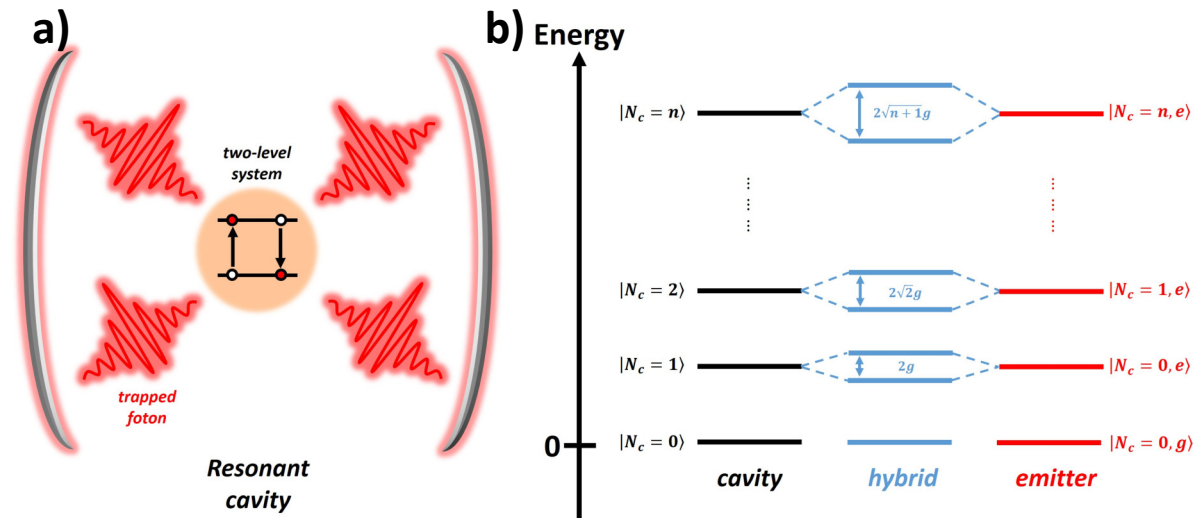 a)
two-level
system
trapped
foton
Resonant
cavity
b)
Energy
0
|N_c = n⟩
2√n+1g
|N_c = n, e⟩
|N_c = 2⟩
2√2g
|N_c = 1, e⟩
|N_c = 1⟩
2g
|N_c = 0, e⟩
|N_c = 0⟩
|N_c = 0, g⟩
cavity
hybrid
emitter